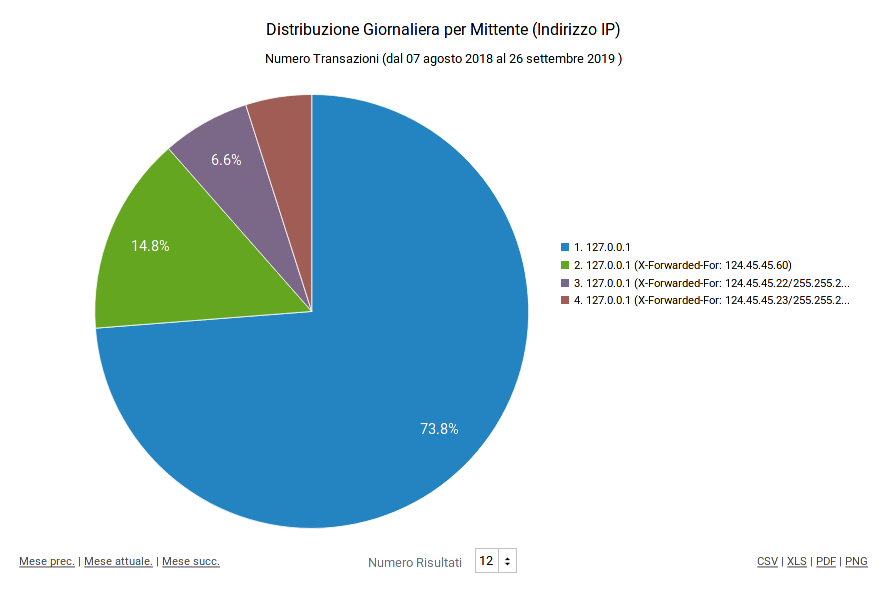 Distribuzione Giornaliera per Mittente (Indirizzo IP)
Numero Transazioni (dal 07 agosto 2018 al 26 settembre 2019 )
6.6%
14.8%
73.8%
1. 127.0.0.1
2. 127.0.0.1 (X-Forwarded-For: 124.45.45.60)
3. 127.0.0.1 (X-Forwarded-For: 124.45.45.22/255.255.2...
4. 127.0.0.1 (X-Forwarded-For: 124.45.45.23/255.255.2...
Mese prec. | Mese attuale. | Mese succ.
Numero Risultati 12
CSV | XLS | PDF | PNG